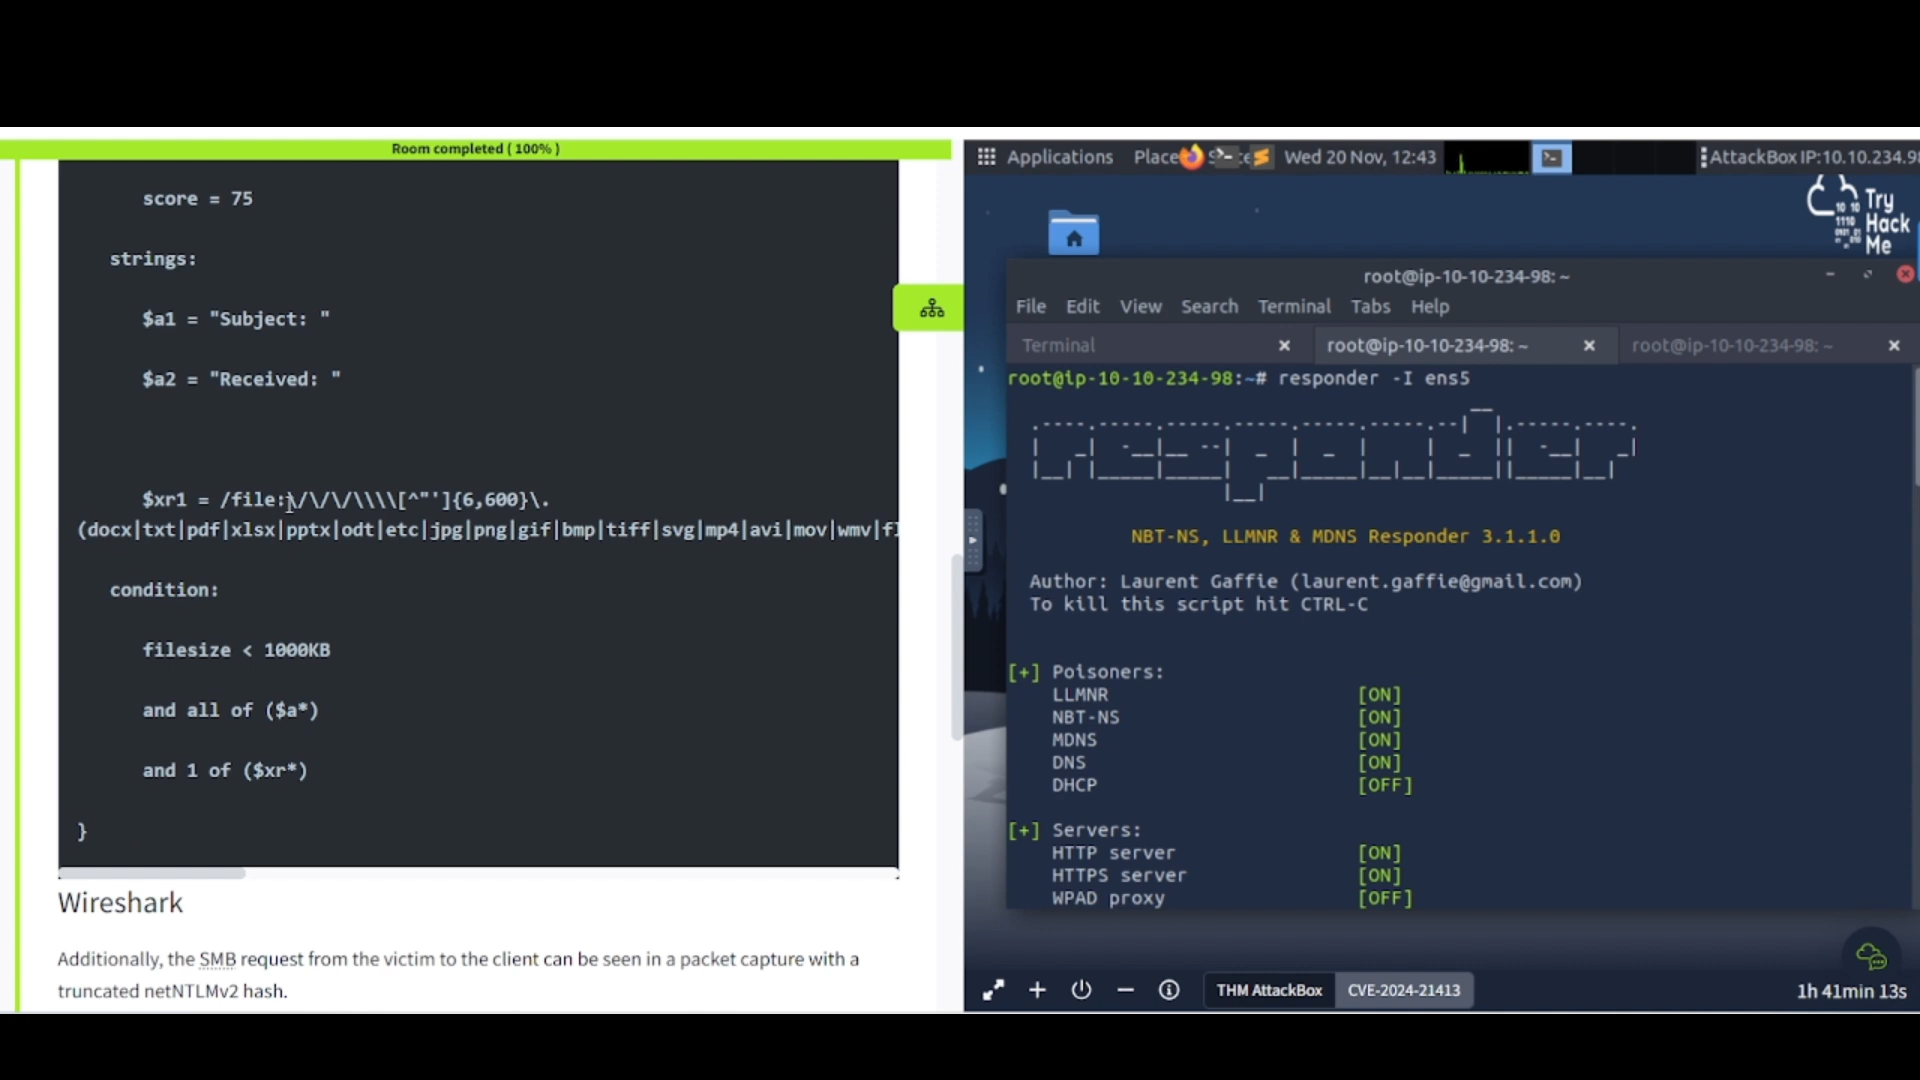 Room completed ( 100% )
score = 75
strings:
$a1 = "Subject: "
$a2 = "Received: "
$xr1 = /file:\/\/\/\\\\[^"']{6,600}\.
(docx|txt|pdf|xlsx|pptx|odt|etc|jpg|png|gif|bmp|tiff|svg|mp4|avi|mov|wmv|fl
condition:
filesize < 1000KB
and all of ($a*)
and 1 of ($xr*)
}
Wireshark
Additionally, the SMB request from the victim to the client can be seen in a packet capture with a
truncated netNTLMv2 hash.
Applications Place Wed 20 Nov, 12:43 AttackBox IP:10.10.234.98
Try
Hack
Me
root@ip-10-10-234-98: ~
File Edit View Search Terminal Tabs Help
Terminal root@ip-10-10-234-98: ~ root@ip-10-10-234-98: ~
root@ip-10-10-234-98:~# responder -I ens5
responder
NBT-NS, LLMNR & MDNS Responder 3.1.1.0
Author: Laurent Gaffie (laurent.gaffie@gmail.com)
To kill this script hit CTRL-C
[+] Poisoners:
LLMNR [ON]
NBT-NS [ON]
MDNS [ON]
DNS [ON]
DHCP [OFF]
[+] Servers:
HTTP server [ON]
HTTPS server [ON]
WPAD proxy [OFF]
THM AttackBox CVE-2024-21413 1h 41min 13s